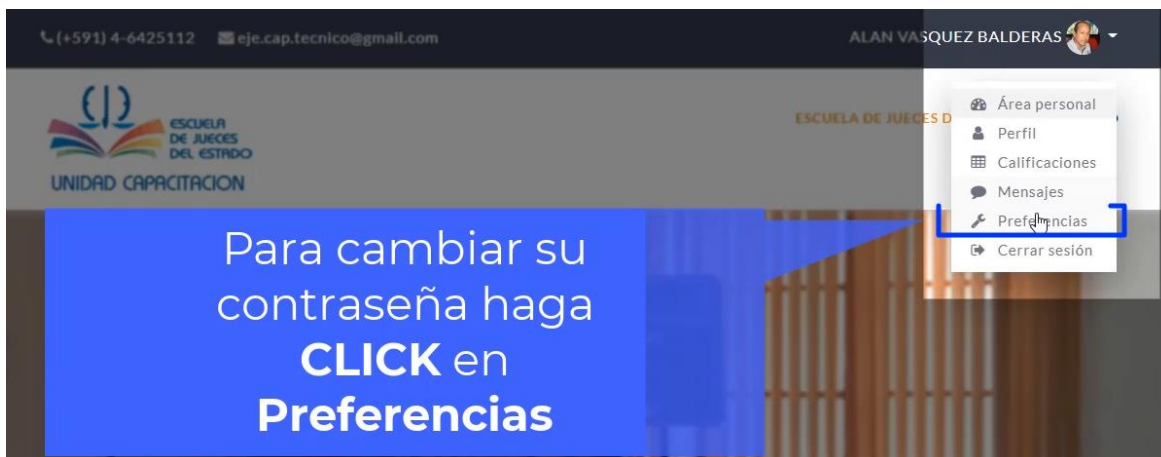 (+591) 4-6425112 eje.cap.tecnico@gmail.com ALAN VASQUEZ BALDERAS
ESCUELA
DE JUECES
DEL ESTADO
UNIDAD CAPACITACION
ESCUELA DE JUECES D
Área personal
Perfil
Calificaciones
Mensajes
Preferencias
Cerrar sesión
Para cambiar su
contraseña haga
CLICK en
Preferencias